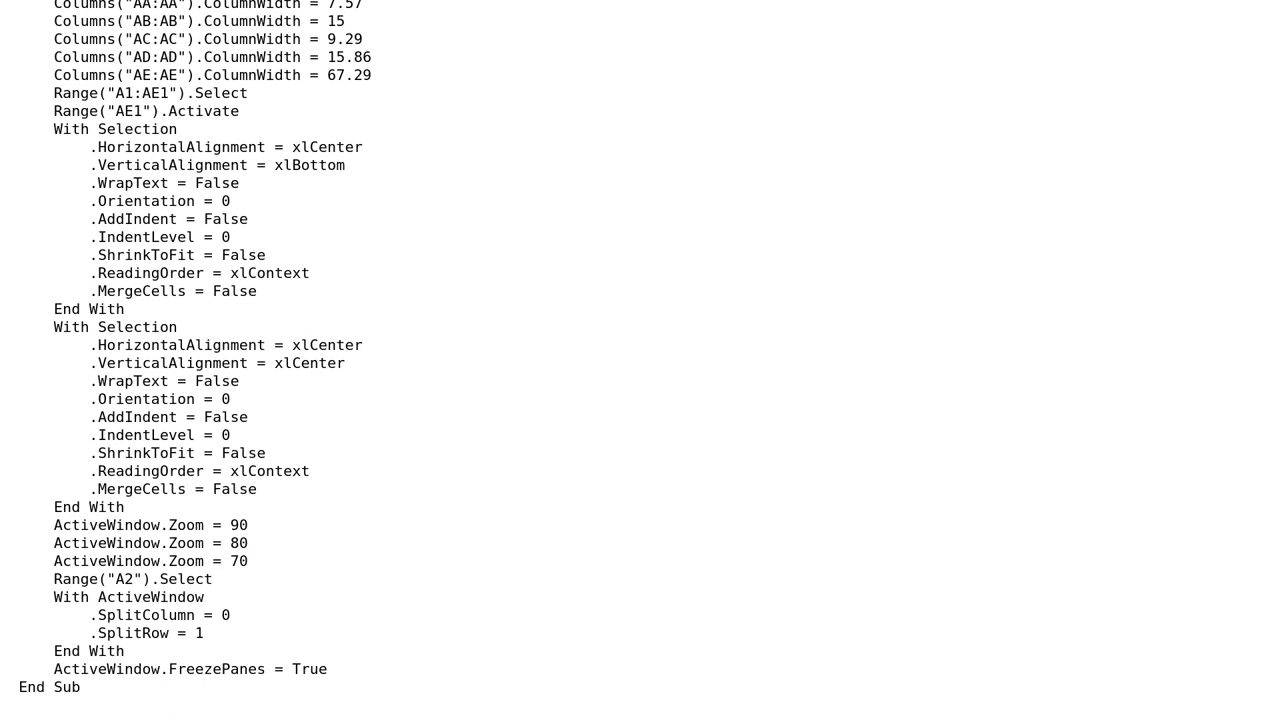 Columns("AA:AA").ColumnWidth = 7.57
Columns("AB:AB").ColumnWidth = 15
Columns("AC:AC").ColumnWidth = 9.29
Columns("AD:AD").ColumnWidth = 15.86
Columns("AE:AE").ColumnWidth = 67.29
Range("A1:AE1").Select
Range("AE1").Activate
With Selection
.HorizontalAlignment = xlCenter
.VerticalAlignment = xlBottom
.WrapText = False
.Orientation = 0
.AddIndent = False
.IndentLevel = 0
.ShrinkToFit = False
.ReadingOrder = xlContext
.MergeCells = False
End With
With Selection
.HorizontalAlignment = xlCenter
.VerticalAlignment = xlCenter
.WrapText = False
.Orientation = 0
.AddIndent = False
.IndentLevel = 0
.ShrinkToFit = False
.ReadingOrder = xlContext
.MergeCells = False
End With
ActiveWindow.Zoom = 90
ActiveWindow.Zoom = 80
ActiveWindow.Zoom = 70
Range("A2").Select
With ActiveWindow
.SplitColumn = 0
.SplitRow = 1
End With
ActiveWindow.FreezePanes = True
End Sub